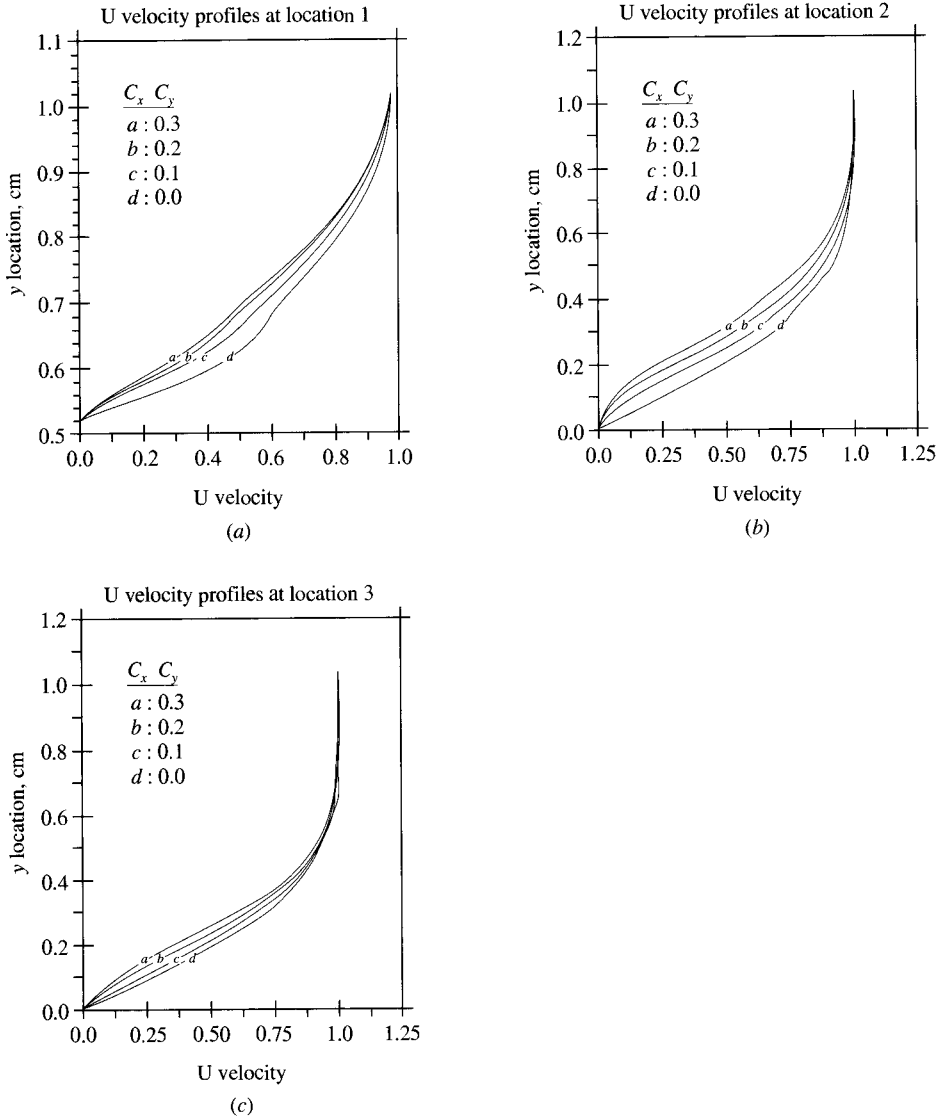 U velocity profiles at location 1
1.1
1.0
0.9
0.8
0.7
0.6
0.5
y location, cm
C_x C_y
a : 0.3
b : 0.2
c : 0.1
d : 0.0
a b c d
0.0 0.2 0.4 0.6 0.8 1.0
U velocity
(a)
U velocity profiles at location 2
1.2
1.0
0.8
0.6
0.4
0.2
0.0
y location, cm
C_x C_y
a : 0.3
b : 0.2
c : 0.1
d : 0.0
a b c d
0.0 0.25 0.50 0.75 1.0 1.25
U velocity
(b)
U velocity profiles at location 3
1.2
1.0
0.8
0.6
0.4
0.2
0.0
y location, cm
C_x C_y
a : 0.3
b : 0.2
c : 0.1
d : 0.0
a b c d
0.0 0.25 0.50 0.75 1.0 1.25
U velocity
(c)